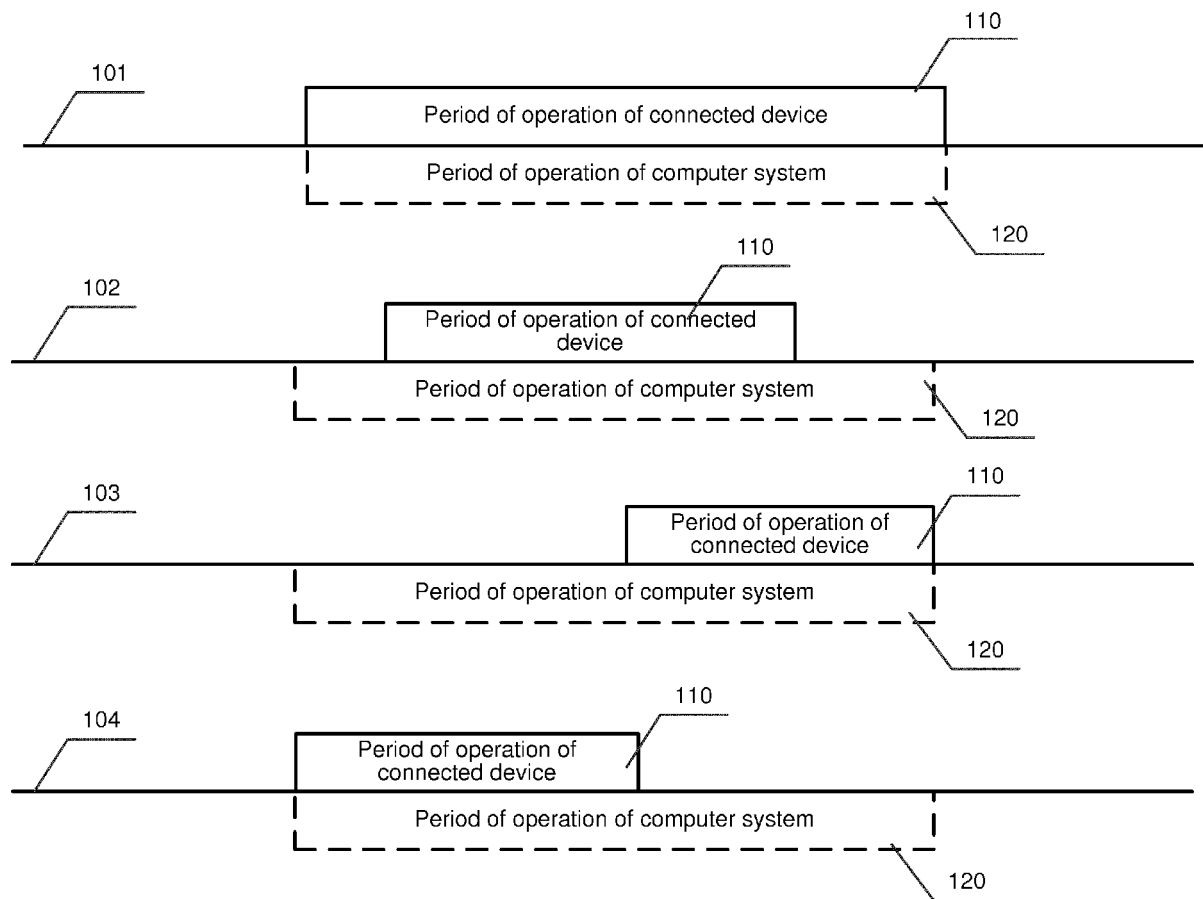 110
101
Period of operation of connected device
Period of operation of computer system
120
110
102
Period of operation of connected
device
Period of operation of computer system
120
110
103
Period of operation of
connected device
Period of operation of computer system
120
110
104
Period of operation of
connected device
Period of operation of computer system
120